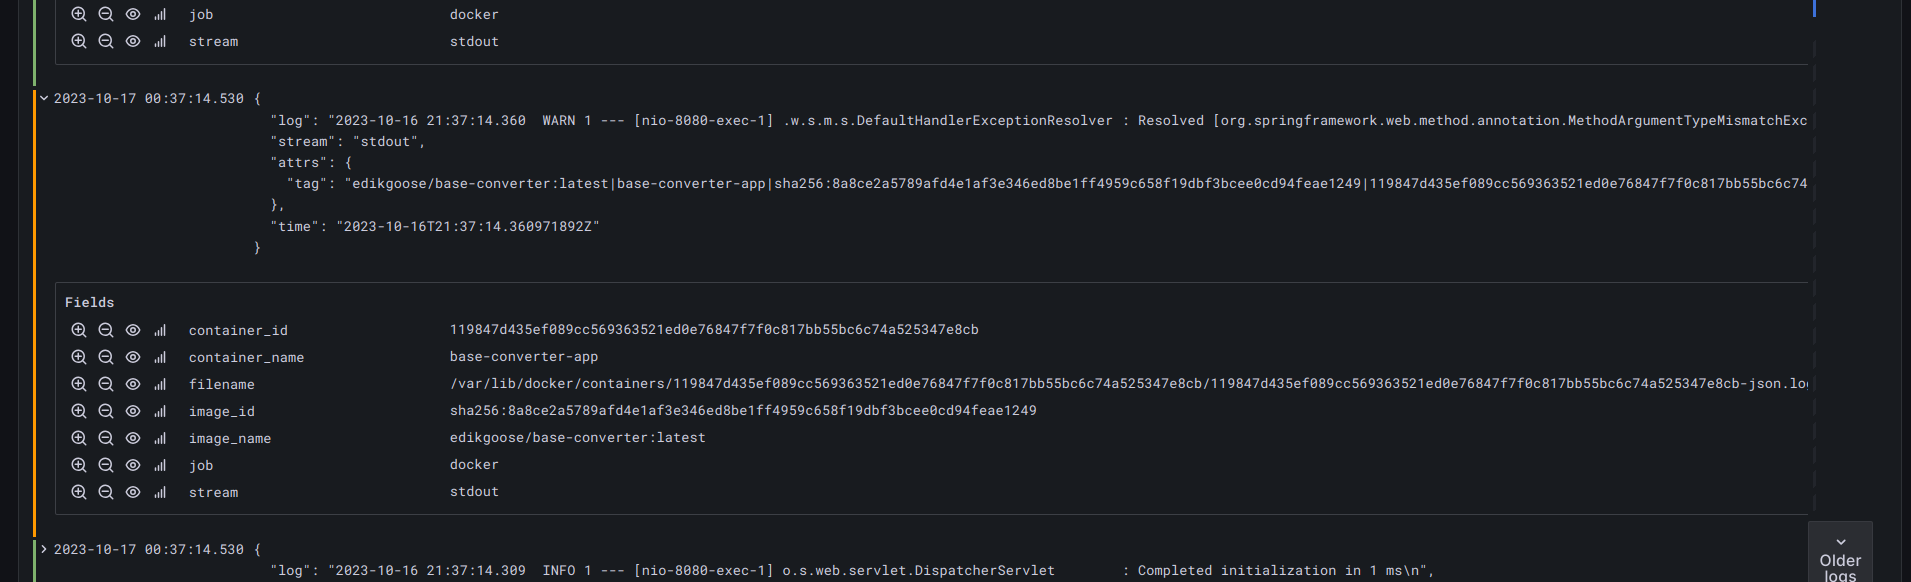 job docker
stream stdout
2023-10-17 00:37:14.530 {
"log": "2023-10-16 21:37:14.360  WARN 1 --- [nio-8080-exec-1] .w.s.m.s.DefaultHandlerExceptionResolver : Resolved [org.springframework.web.method.annotation.MethodArgumentTypeMismatchExc
"stream": "stdout",
"attrs": {
"tag": "edikgoose/base-converter:latest|base-converter-app|sha256:8a8ce2a5789afd4e1af3e346ed8be1ff4959c658f19dbf3bcee0cd94feae1249|119847d435ef089cc569363521ed0e76847f7f0c817bb55bc6c74
},
"time": "2023-10-16T21:37:14.360971892Z"
}
Fields
container_id 119847d435ef089cc569363521ed0e76847f7f0c817bb55bc6c74a525347e8cb
container_name base-converter-app
filename /var/lib/docker/containers/119847d435ef089cc569363521ed0e76847f7f0c817bb55bc6c74a525347e8cb/119847d435ef089cc569363521ed0e76847f7f0c817bb55bc6c74a525347e8cb-json.log
image_id sha256:8a8ce2a5789afd4e1af3e346ed8be1ff4959c658f19dbf3bcee0cd94feae1249
image_name edikgoose/base-converter:latest
job docker
stream stdout
2023-10-17 00:37:14.530 {
"log": "2023-10-16 21:37:14.309  INFO 1 --- [nio-8080-exec-1] o.s.web.servlet.DispatcherServlet        : Completed initialization in 1 ms\n",
Older
logs